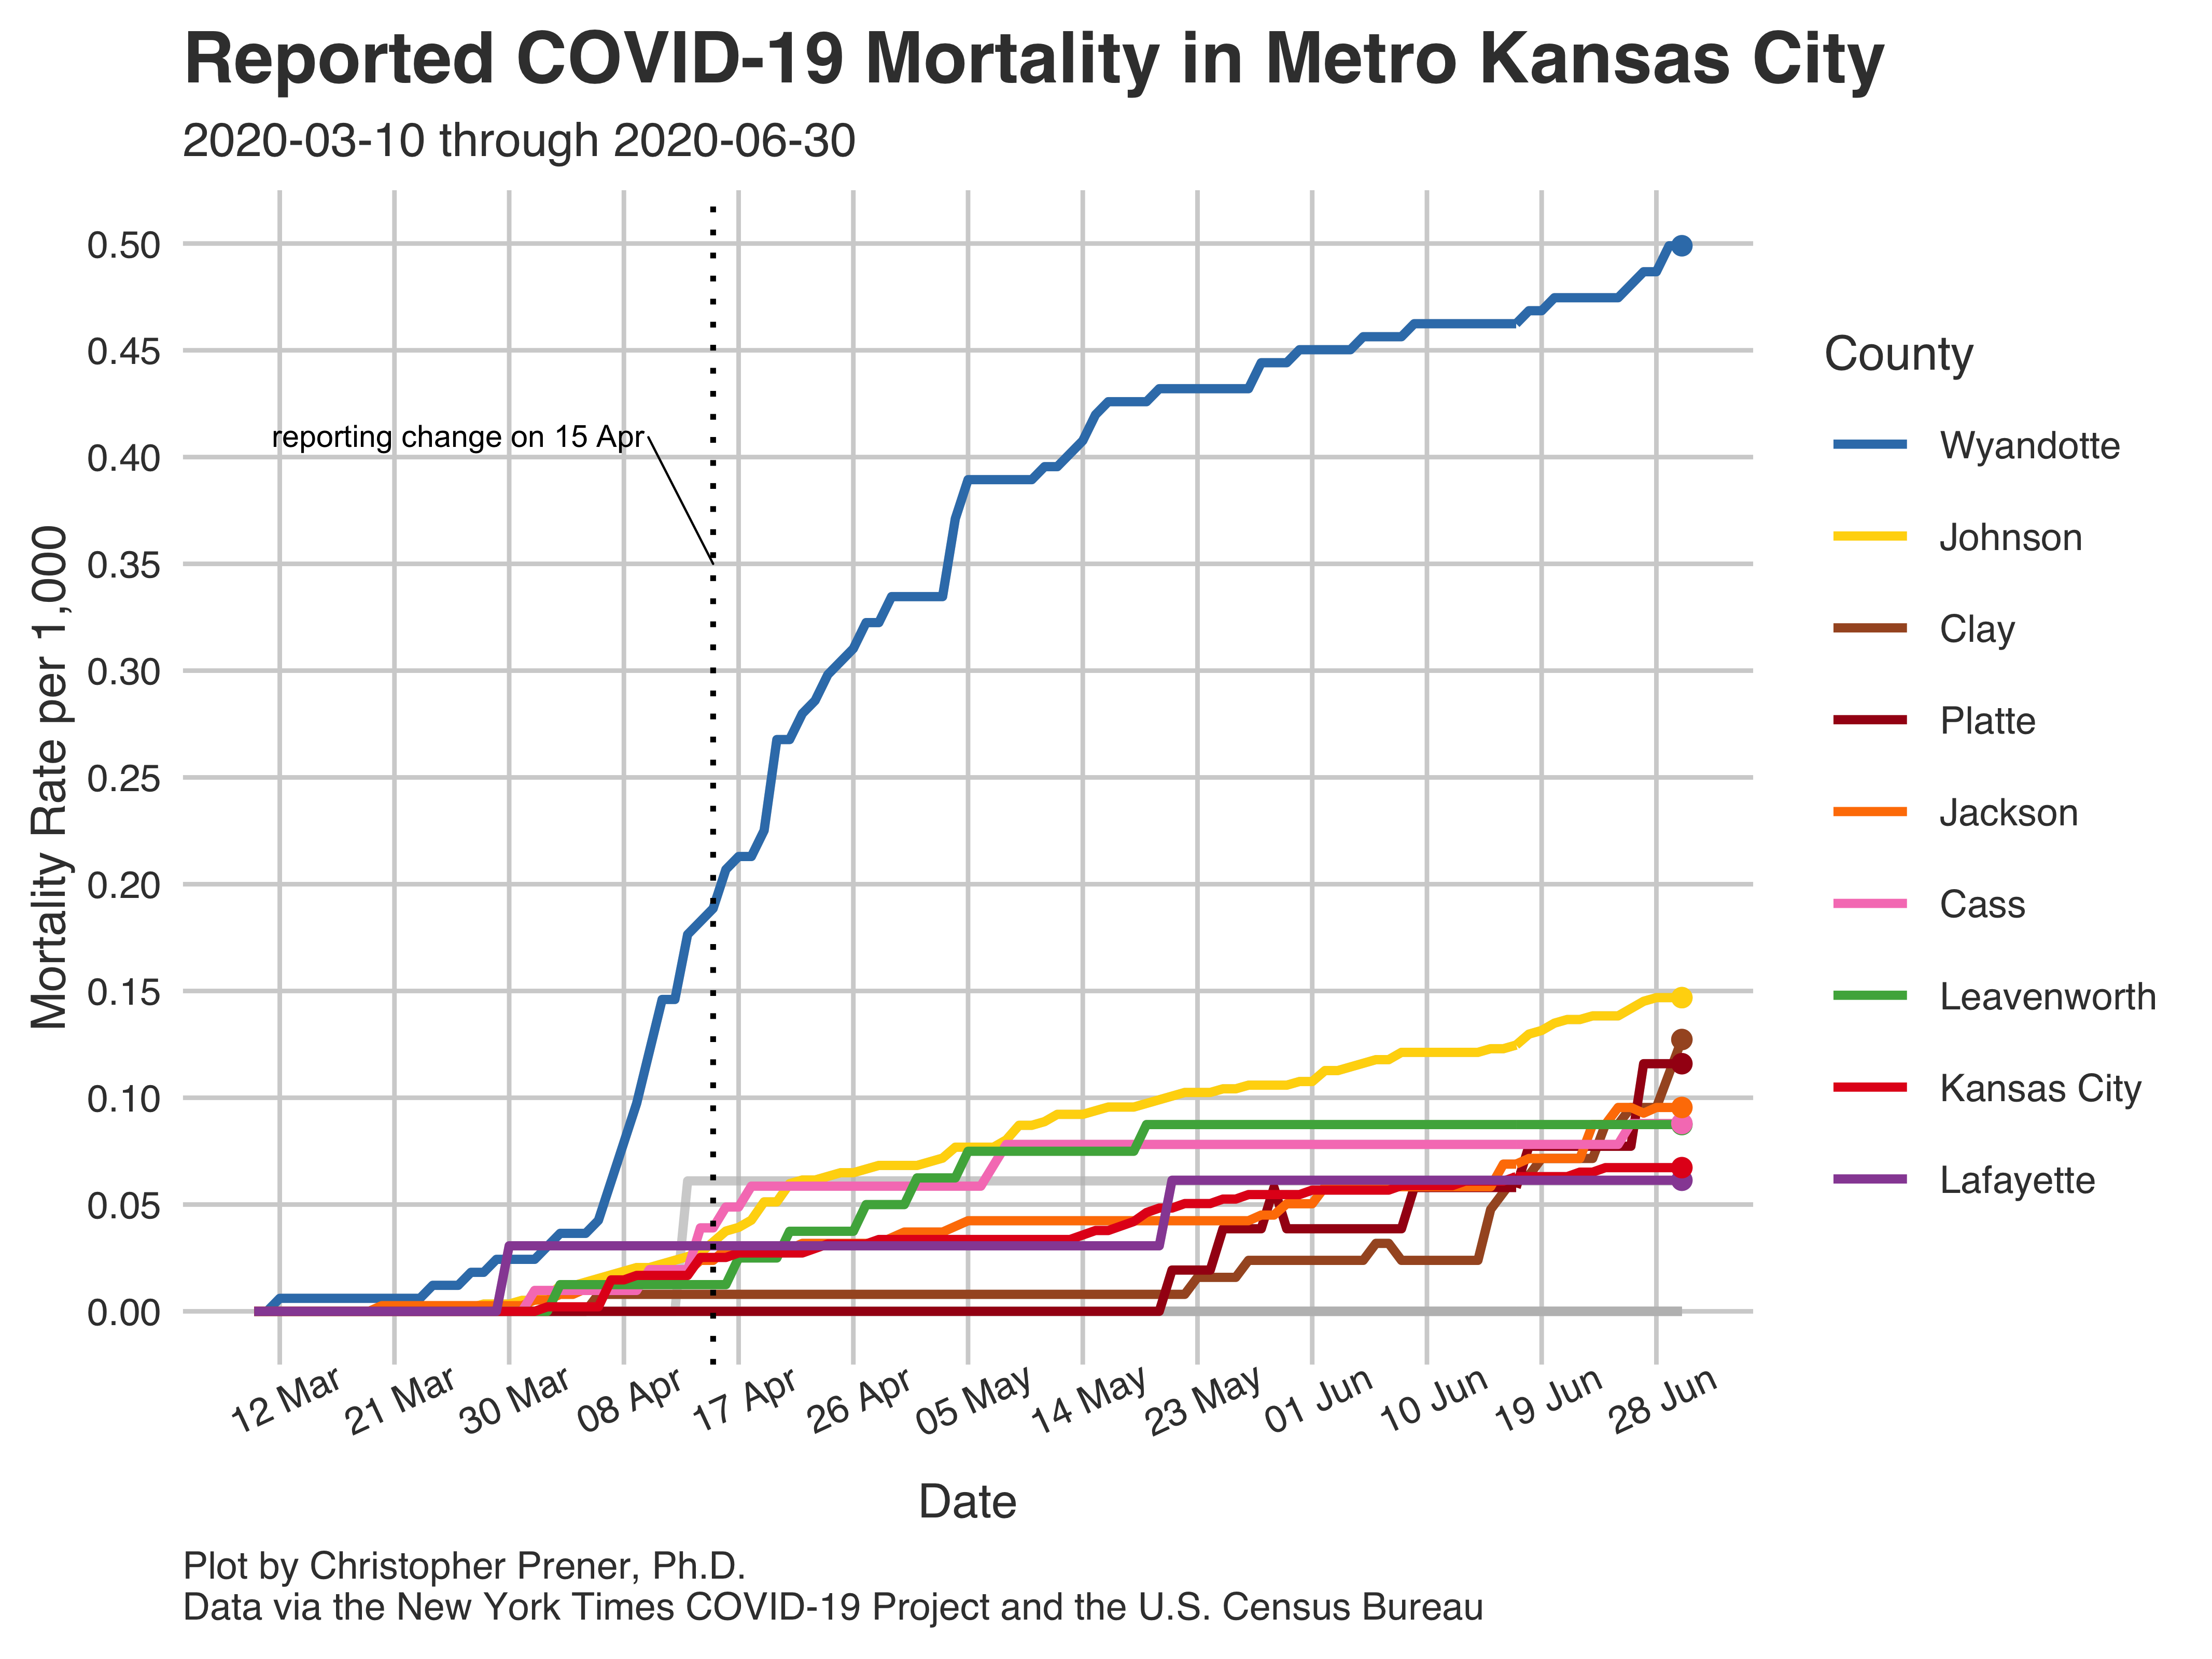 Reported COVID-19 Mortality in Metro Kansas City
2020-03-10 through 2020-06-30
Mortality Rate per 1,000
0.50
0.45
0.40
0.35
0.30
0.25
0.20
0.15
0.10
0.05
0.00
reporting change on 15 Apr
12 Mar
21 Mar
30 Mar
08 Apr
17 Apr
26 Apr
05 May
14 May
23 May
01 Jun
10 Jun
19 Jun
28 Jun
Date
County
Wyandotte
Johnson
Clay
Platte
Jackson
Cass
Leavenworth
Kansas City
Lafayette
Plot by Christopher Prener, Ph.D.
Data via the New York Times COVID-19 Project and the U.S. Census Bureau